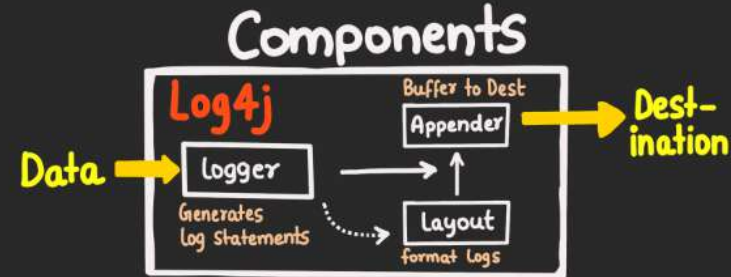 Components
Log4j
Buffer to Dest
Appender
Dest-
ination
Data
Logger
Generates
Log Statements
Layout
format Logs